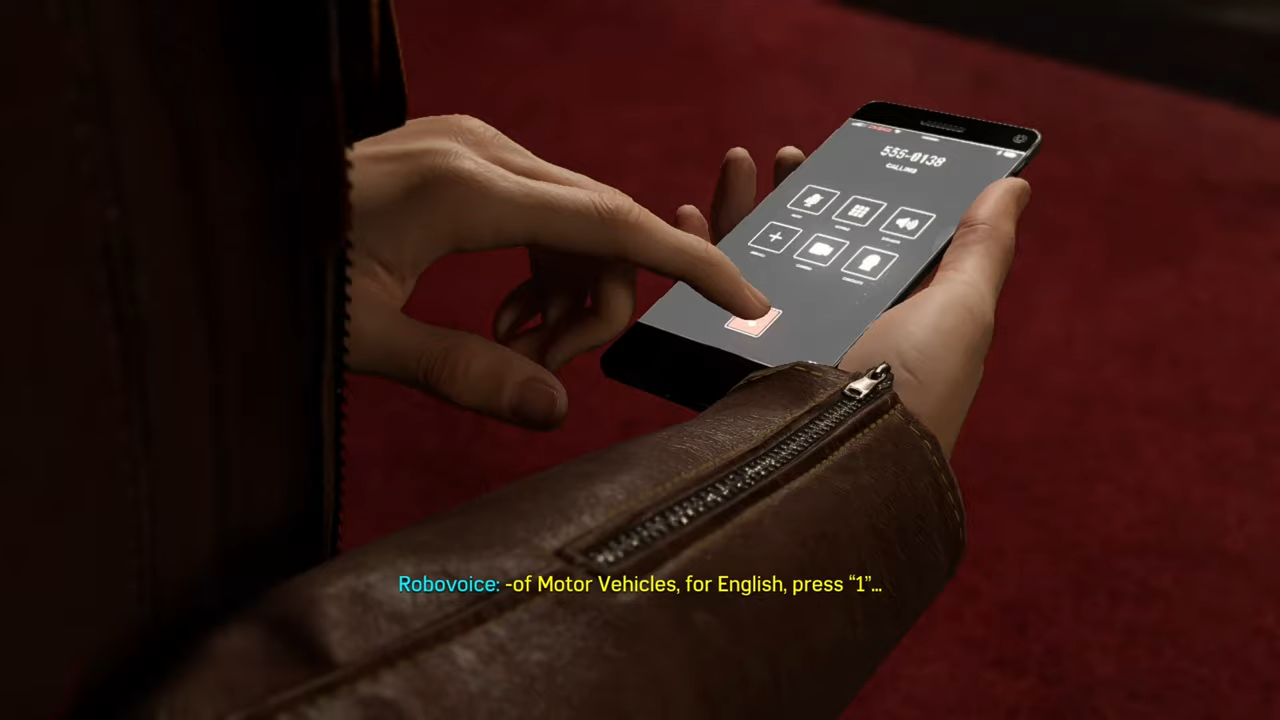 555-0138
CALLING
Robovoice: -of Motor Vehicles, for English, press “1”...